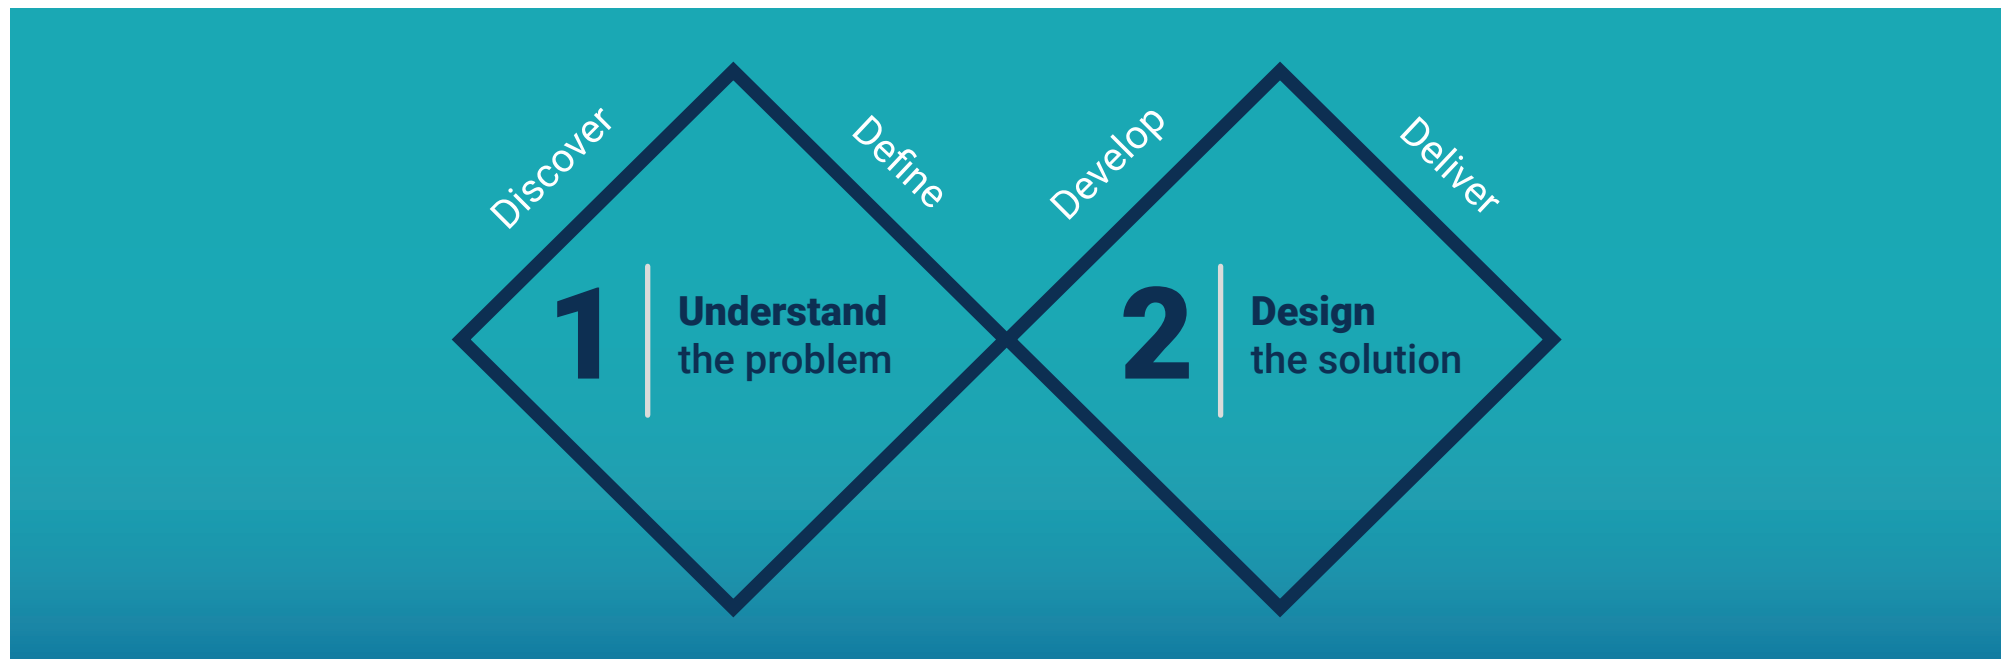 Discover
Define
Develop
Deliver
1
Understand
the problem
2
Design
the solution